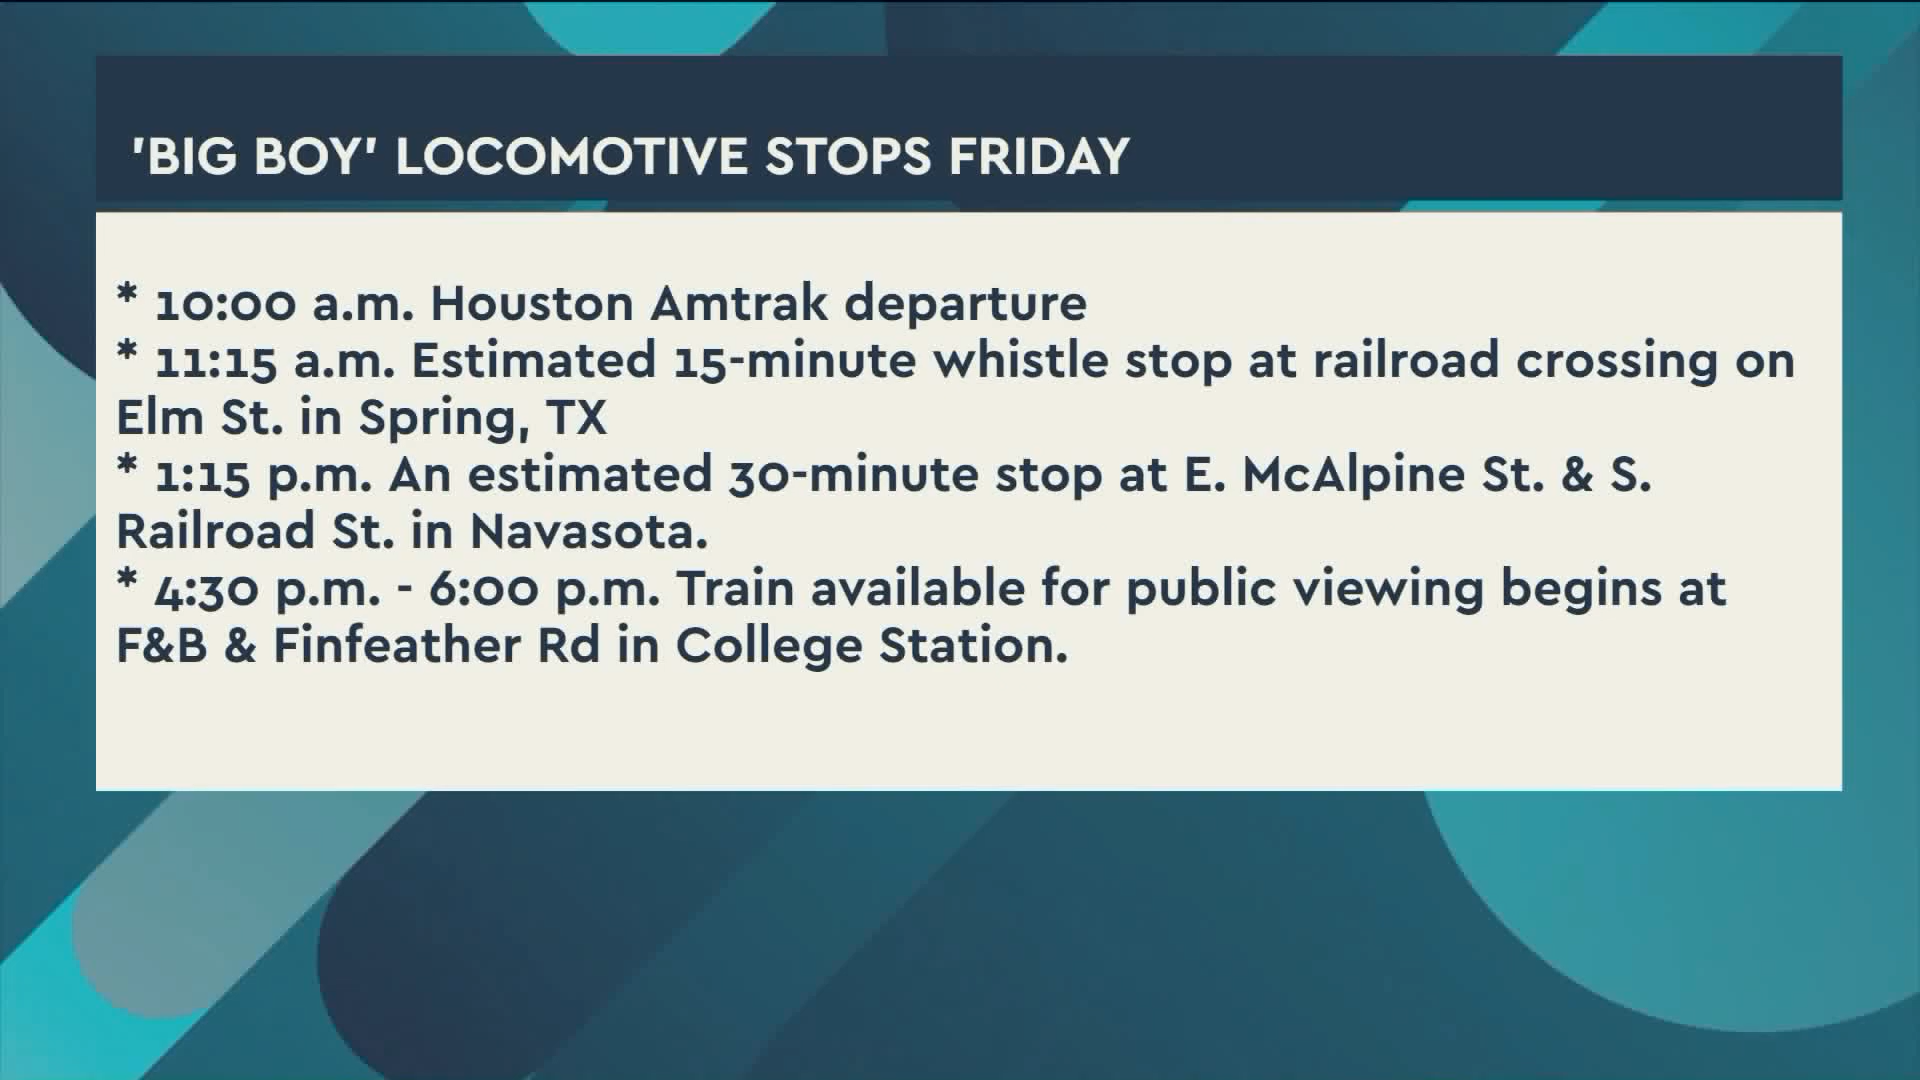 'BIG BOY' LOCOMOTIVE STOPS FRIDAY
* 10:00 a.m. Houston Amtrak departure
* 11:15 a.m. Estimated 15-minute whistle stop at railroad crossing on
Elm St. in Spring, TX
* 1:15 p.m. An estimated 30-minute stop at E. McAlpine St. & S.
Railroad St. in Navasota.
* 4:30 p.m. - 6:00 p.m. Train available for public viewing begins at
F&B & Finfeather Rd in College Station.